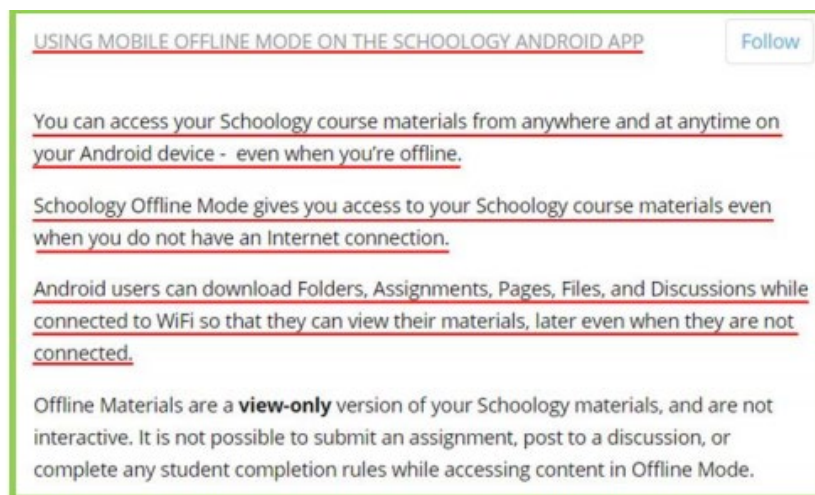 USING MOBILE OFFLINE MODE ON THE SCHOOLOGY ANDROID APP
Follow
You can access your Schoology course materials from anywhere and at anytime on
your Android device -  even when you're offline.
Schoology Offline Mode gives you access to your Schoology course materials even
when you do not have an Internet connection.
Android users can download Folders, Assignments, Pages, Files, and Discussions while
connected to WiFi so that they can view their materials, later even when they are not
connected.
Offline Materials are a view-only version of your Schoology materials, and are not
interactive. It is not possible to submit an assignment, post to a discussion, or
complete any student completion rules while accessing content in Offline Mode.